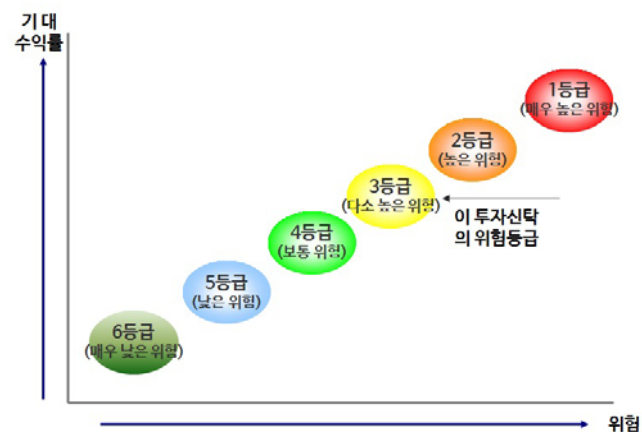 기 대
수익률
1등급
(매우 높은 위험)
2등급
(높은 위험)
3등급
(다소 높은 위험)
이 투자신탁
의 위험등급
4등급
(보통 위험)
5등급
(낮은 위험)
6등급
(매우 낮은 위험)
위험